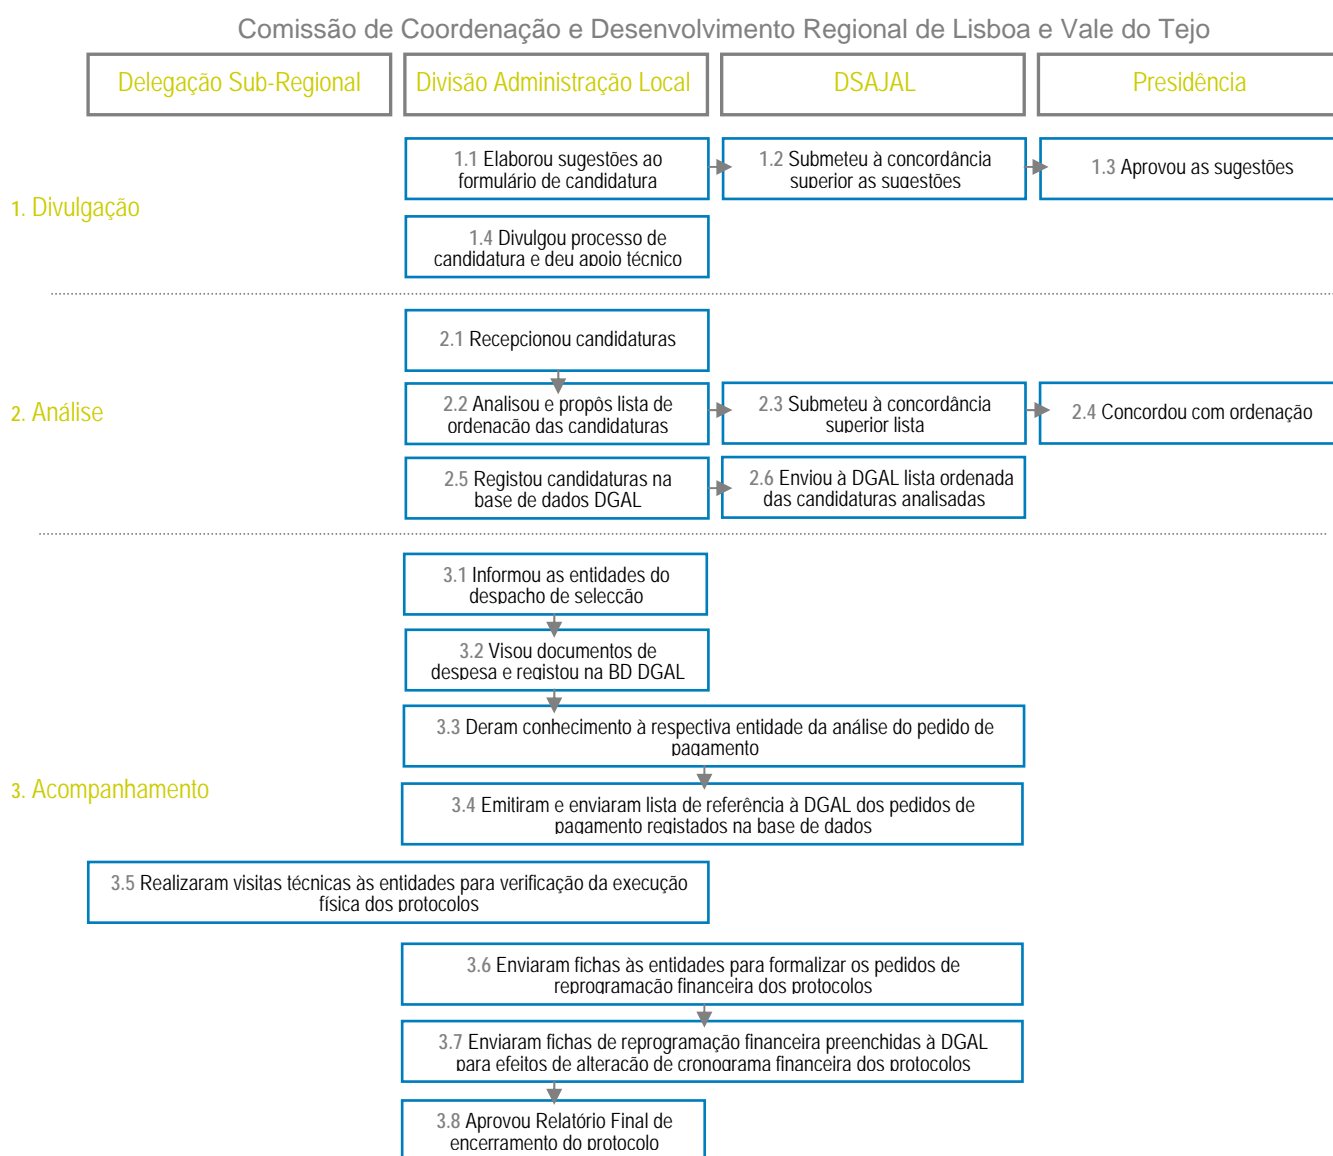 Comissão de Coordenação e Desenvolvimento Regional de Lisboa e Vale do Tejo
Delegação Sub-Regional
Divisão Administração Local
DSAJAL
Presidência
1. Divulgação
1.1 Elaborou sugestões ao
formulário de candidatura
1.2 Submeteu à concordância
superior as sugestões
1.3 Aprovou as sugestões
1.4 Divulgou processo de
candidatura e deu apoio técnico
2. Análise
2.1 Recepcionou candidaturas
2.2 Analisou e propôs lista de
ordenação das candidaturas
2.3 Submeteu à concordância
superior lista
2.4 Concordou com ordenação
2.5 Registou candidaturas na
base de dados DGAL
2.6 Enviou à DGAL lista ordenada
das candidaturas analisadas
3. Acompanhamento
3.1 Informou as entidades do
despacho de selecção
3.2 Visou documentos de
despesa e registou na BD DGAL
3.3 Deram conhecimento à respectiva entidade da análise do pedido de
pagamento
3.4 Emitiram e enviaram lista de referência à DGAL dos pedidos de
pagamento registados na base de dados
3.5 Realizaram visitas técnicas às entidades para verificação da execução
física dos protocolos
3.6 Enviaram fichas às entidades para formalizar os pedidos de
reprogramação financeira dos protocolos
3.7 Enviaram fichas de reprogramação financeira preenchidas à DGAL
para efeitos de alteração de cronograma financeira dos protocolos
3.8 Aprovou Relatório Final de
encerramento do protocolo